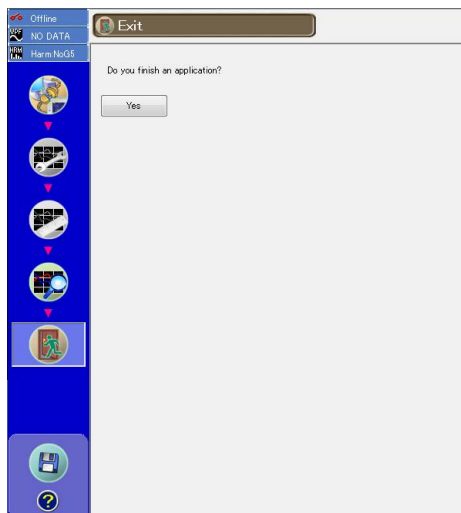 Offline
NO DATA
Harm:NoG5
Exit
Do you finish an application?
Yes
?